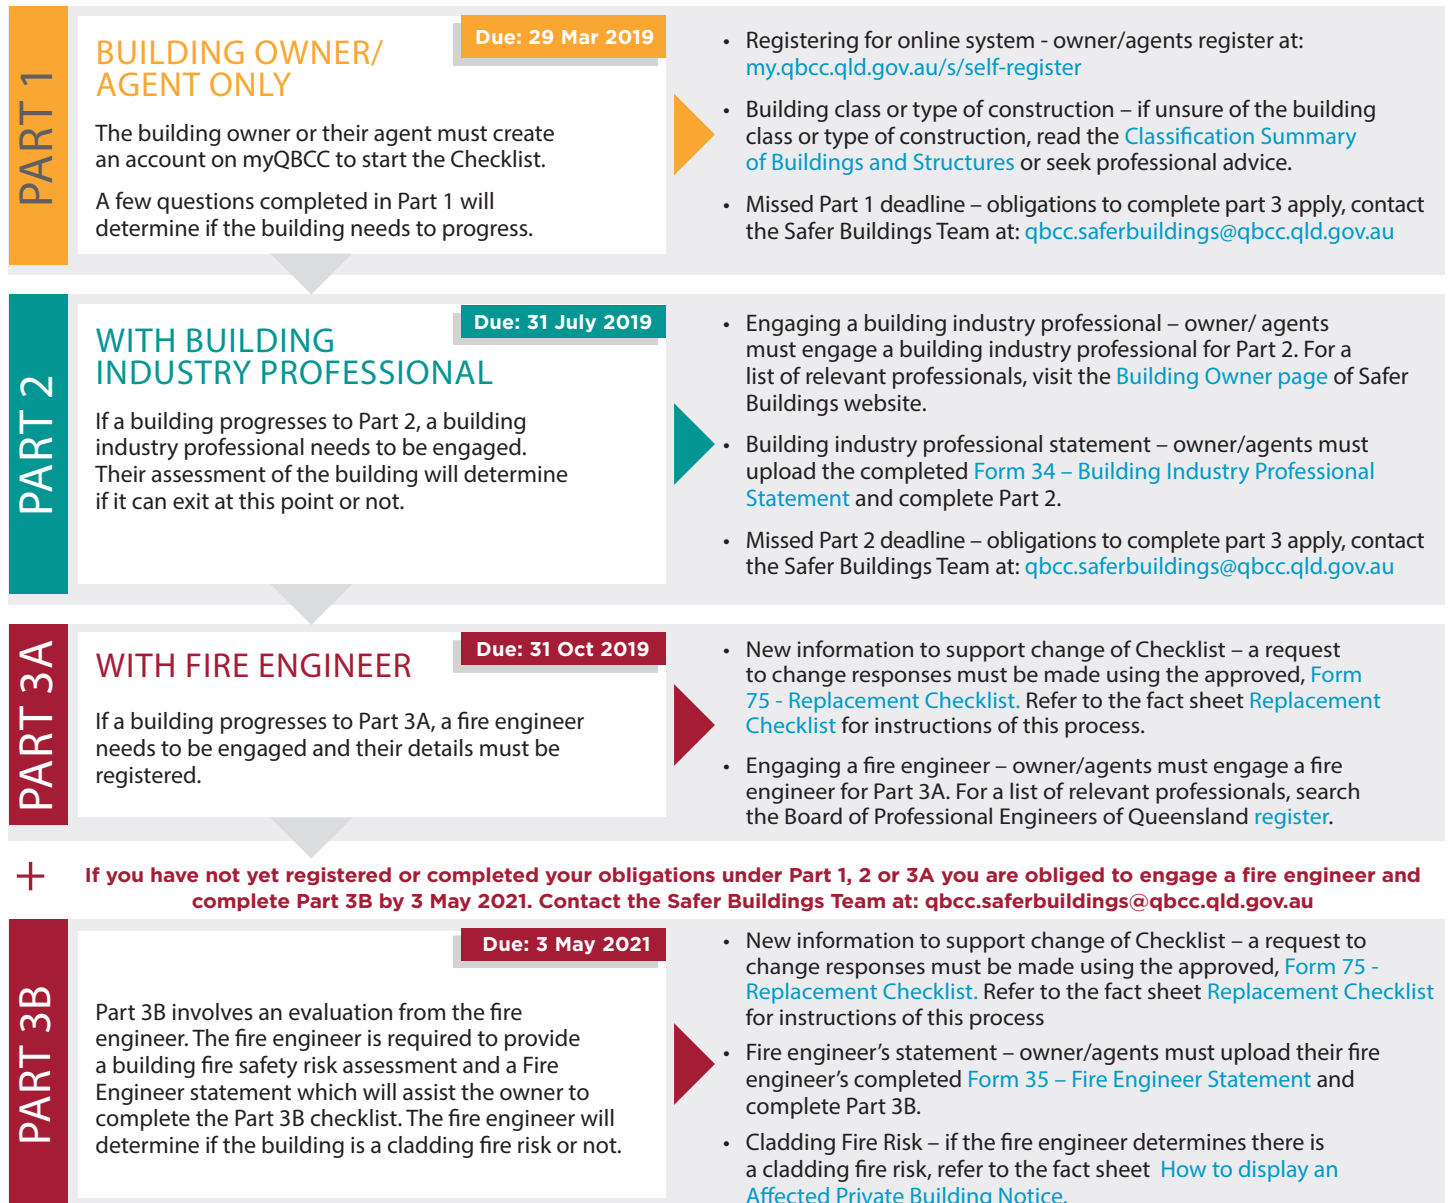 PART 1
BUILDING OWNER/
AGENT ONLY
Due: 29 Mar 2019
The building owner or their agent must create
an account on myQBCC to start the Checklist.
A few questions completed in Part 1 will
determine if the building needs to progress.
• Registering for online system - owner/agents register at:
my.qbcc.qld.gov.au/s/self-register
• Building class or type of construction – if unsure of the building
class or type of construction, read the Classification Summary
of Buildings and Structures or seek professional advice.
• Missed Part 1 deadline – obligations to complete part 3 apply, contact
the Safer Buildings Team at: qbcc.saferbuildings@qbcc.qld.gov.au
PART 2
WITH BUILDING
INDUSTRY PROFESSIONAL
Due: 31 July 2019
If a building progresses to Part 2, a building
industry professional needs to be engaged.
Their assessment of the building will determine
if it can exit at this point or not.
• Engaging a building industry professional – owner/ agents
must engage a building industry professional for Part 2. For a
list of relevant professionals, visit the Building Owner page of Safer
Buildings website.
• Building industry professional statement – owner/agents must
upload the completed Form 34 – Building Industry Professional
Statement and complete Part 2.
• Missed Part 2 deadline – obligations to complete part 3 apply, contact
the Safer Buildings Team at: qbcc.saferbuildings@qbcc.qld.gov.au
PART 3A
WITH FIRE ENGINEER
Due: 31 Oct 2019
If a building progresses to Part 3A, a fire engineer
needs to be engaged and their details must be
registered.
• New information to support change of Checklist – a request
to change responses must be made using the approved, Form
75 - Replacement Checklist. Refer to the fact sheet Replacement
Checklist for instructions of this process.
• Engaging a fire engineer – owner/agents must engage a fire
engineer for Part 3A. For a list of relevant professionals, search
the Board of Professional Engineers of Queensland register.
+ If you have not yet registered or completed your obligations under Part 1, 2 or 3A you are obliged to engage a fire engineer and
complete Part 3B by 3 May 2021. Contact the Safer Buildings Team at: qbcc.saferbuildings@qbcc.qld.gov.au
PART 3B
Due: 3 May 2021
Part 3B involves an evaluation from the fire
engineer. The fire engineer is required to provide
a building fire safety risk assessment and a Fire
Engineer statement which will assist the owner to
complete the Part 3B checklist. The fire engineer will
determine if the building is a cladding fire risk or not.
• New information to support change of Checklist – a request to
change responses must be made using the approved, Form 75 -
Replacement Checklist. Refer to the fact sheet Replacement Checklist
for instructions of this process
• Fire engineer's statement – owner/agents must upload their fire
engineer's completed Form 35 – Fire Engineer Statement and
complete Part 3B.
• Cladding Fire Risk – if the fire engineer determines there is
a cladding fire risk, refer to the fact sheet How to display an
Affected Private Building Notice.